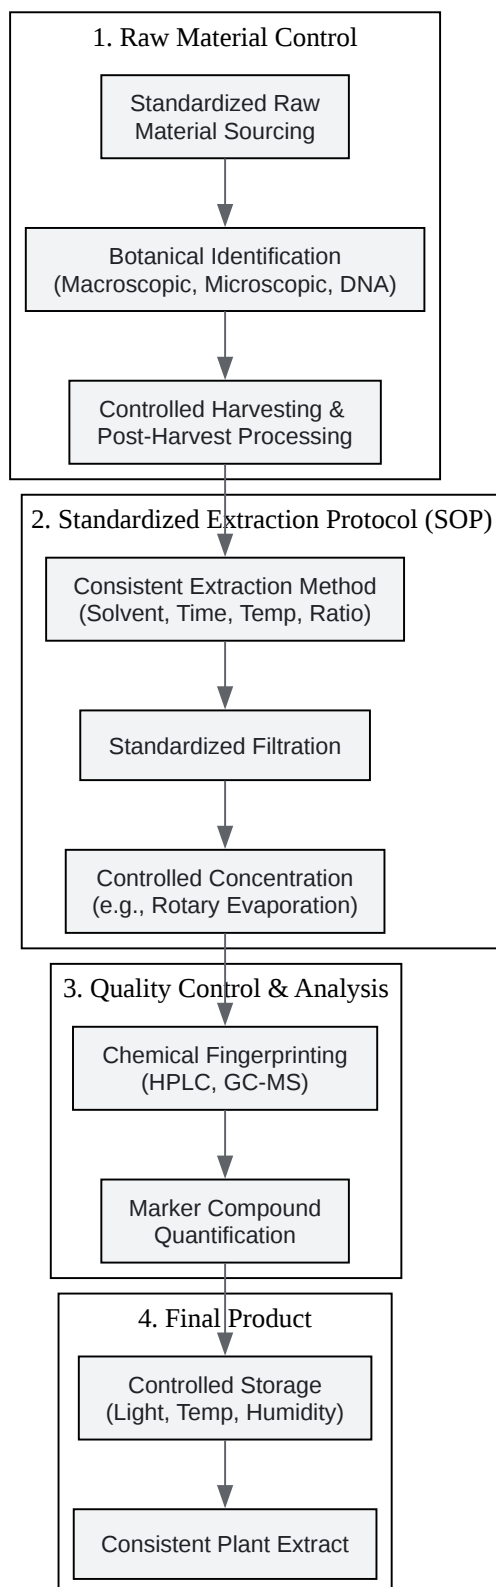 1. Raw Material Control
Standardized Raw
Material Sourcing
Botanical Identification
(Macroscopic, Microscopic, DNA)
Controlled Harvesting &
Post-Harvest Processing
2. Standardized Extraction Protocol (SOP)
Consistent Extraction Method
(Solvent, Time, Temp, Ratio)
Standardized Filtration
Controlled Concentration
(e.g., Rotary Evaporation)
3. Quality Control & Analysis
Chemical Fingerprinting
(HPLC, GC-MS)
Marker Compound
Quantification
4. Final Product
Controlled Storage
(Light, Temp, Humidity)
Consistent Plant Extract